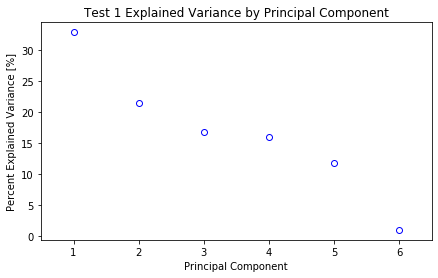 Test 1 Explained Variance by Principal Component
Percent Explained Variance [%]
30
25
20
15
10
5
0
1 2 3 4 5 6
Principal Component